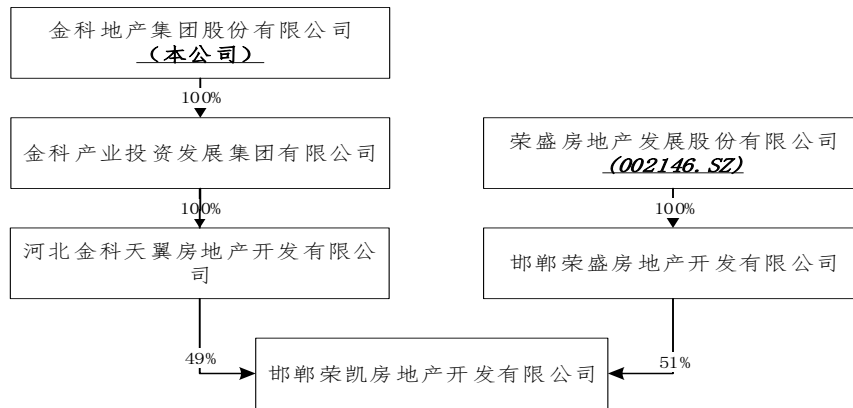 金科地产集团股份有限公司
（本公司）
100%
金科产业投资发展集团有限公司
荣盛房地产发展股份有限公司
(002146.SZ)
100%
100%
河北金科天翼房地产开发有限公
司
邯郸荣盛房地产开发有限公司
49%
51%
邯郸荣凯房地产开发有限公司